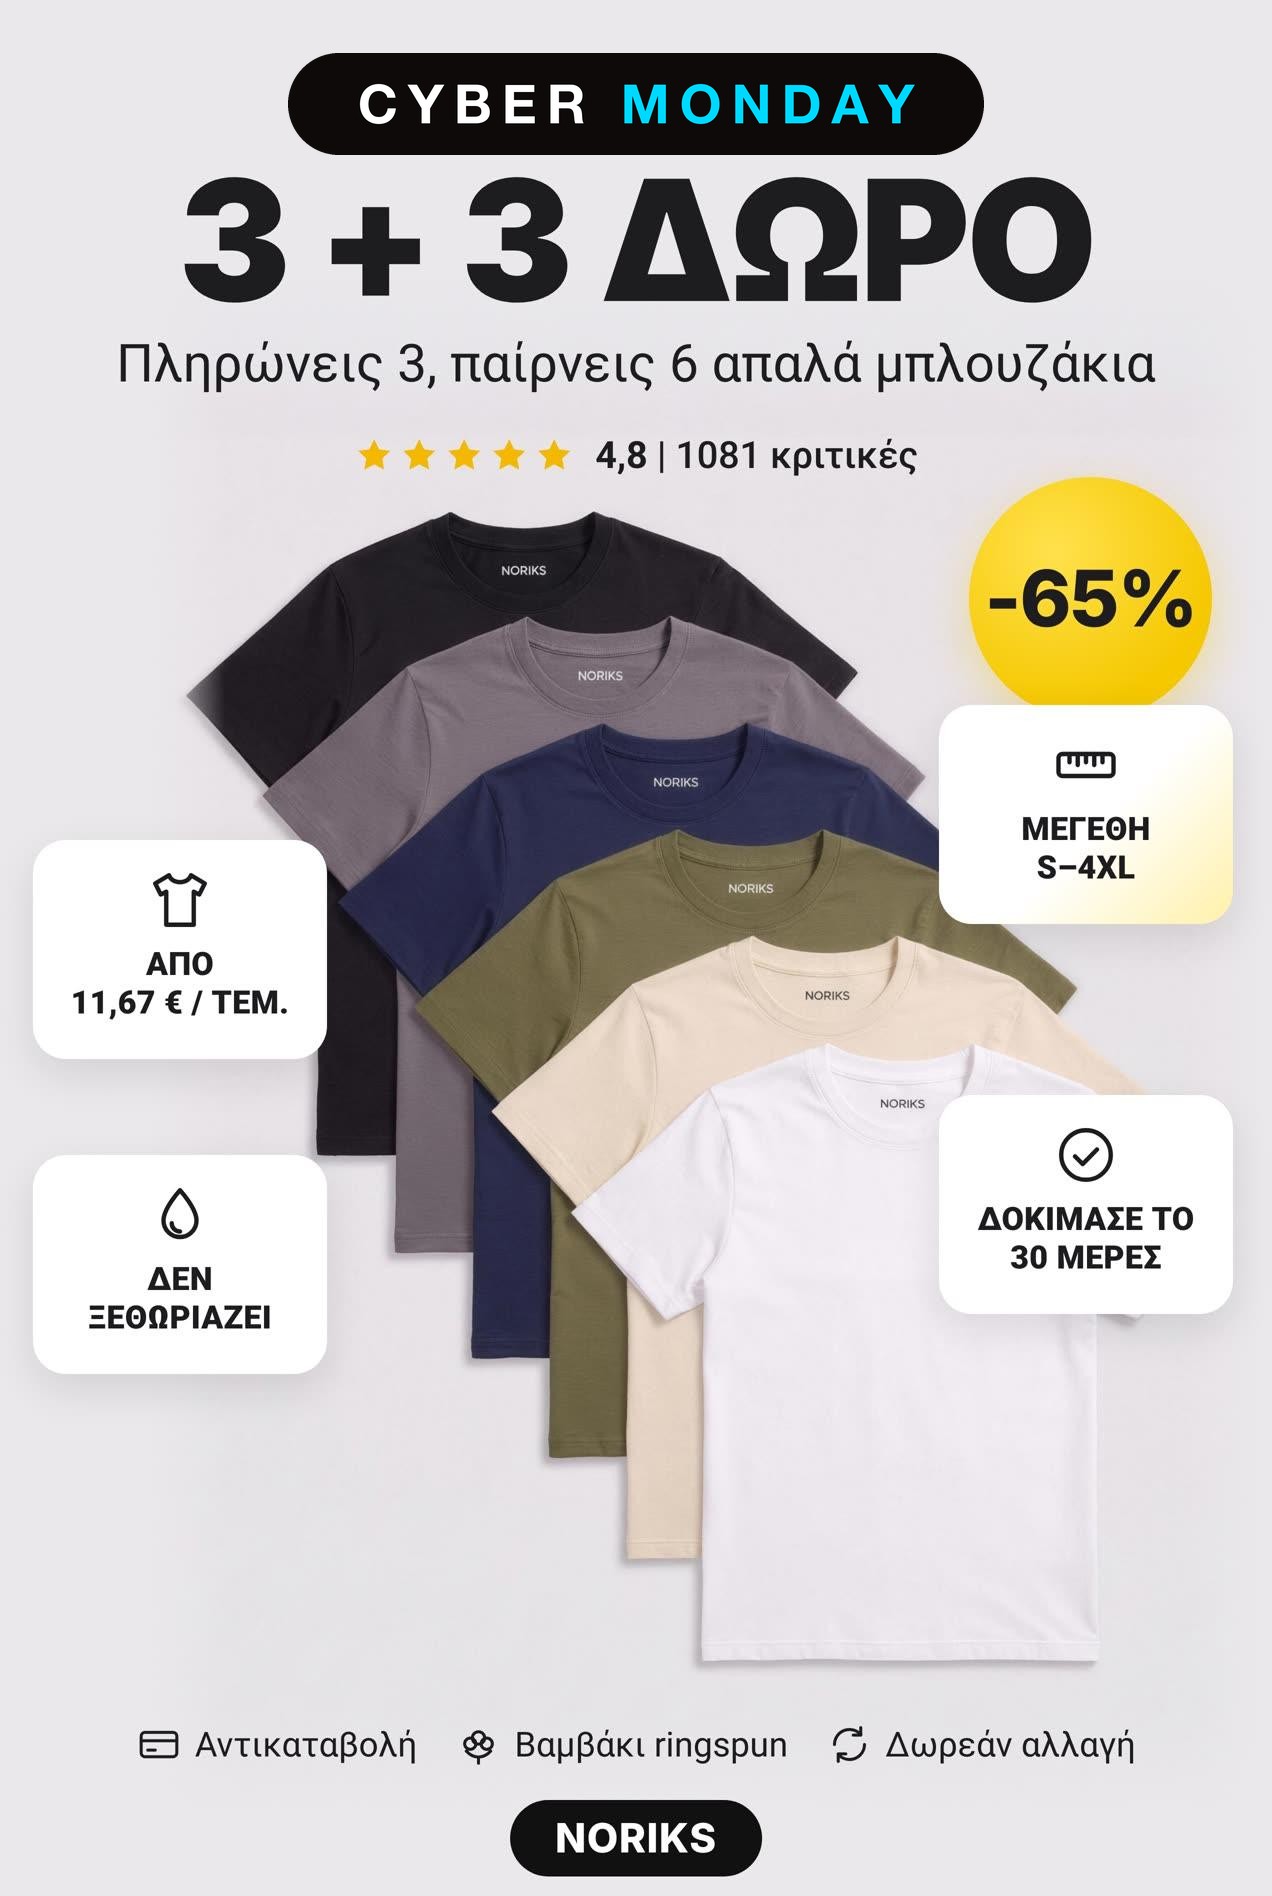 CYBER MONDAY
3 + 3 ΔΩΡΟ
Πληρώνεις 3, παίρνεις 6 απαλά μπλουζάκια
4,8 | 1081 κριτικές
-65%
NORIKS
NORIKS
NORIKS
NORIKS
NORIKS
NORIKS
ΜΕΓΕΘΗ
S–4XL
ΑΠΟ
11,67 € / ΤΕΜ.
ΔΟΚΙΜΑΣΕ ΤΟ
30 ΜΕΡΕΣ
ΔΕΝ
ΞΕΘΩΡΙΑΖΕΙ
Αντικαταβολή
Βαμβάκι ringspun
Δωρεάν αλλαγή
NORIKS